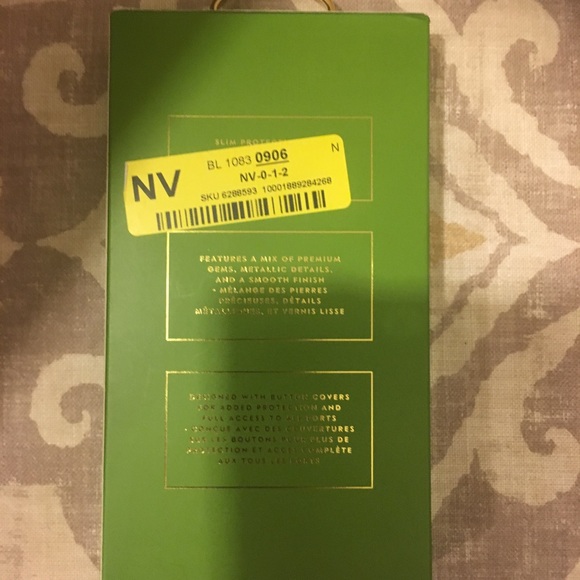 SLIM
NV
BL 1083 0906
N
NV-0-1-2
SKU 6288593 10001889284268
FEATURES A MIX OF PREMIUM
GEMS, METALLIC DETAILS,
AND A SMOOTH FINISH
• MÉLANGE DES PIERRES
PRÉCIEUSES, DÉTAILS
MÉTALLIQUES, ET VERNIS LISSE
DESIGNED WITH BUTTON COVERS
FOR ADDED PROTECTION AND
FULL ACCESS TO ALL PORTS
• CONÇUE AVEC DES COUVERTURES
SUR LES BOUTONS POUR PLUS DE
PROTECTION ET ACCÈS COMPLÈTE
AUX TOUS LES PORTS